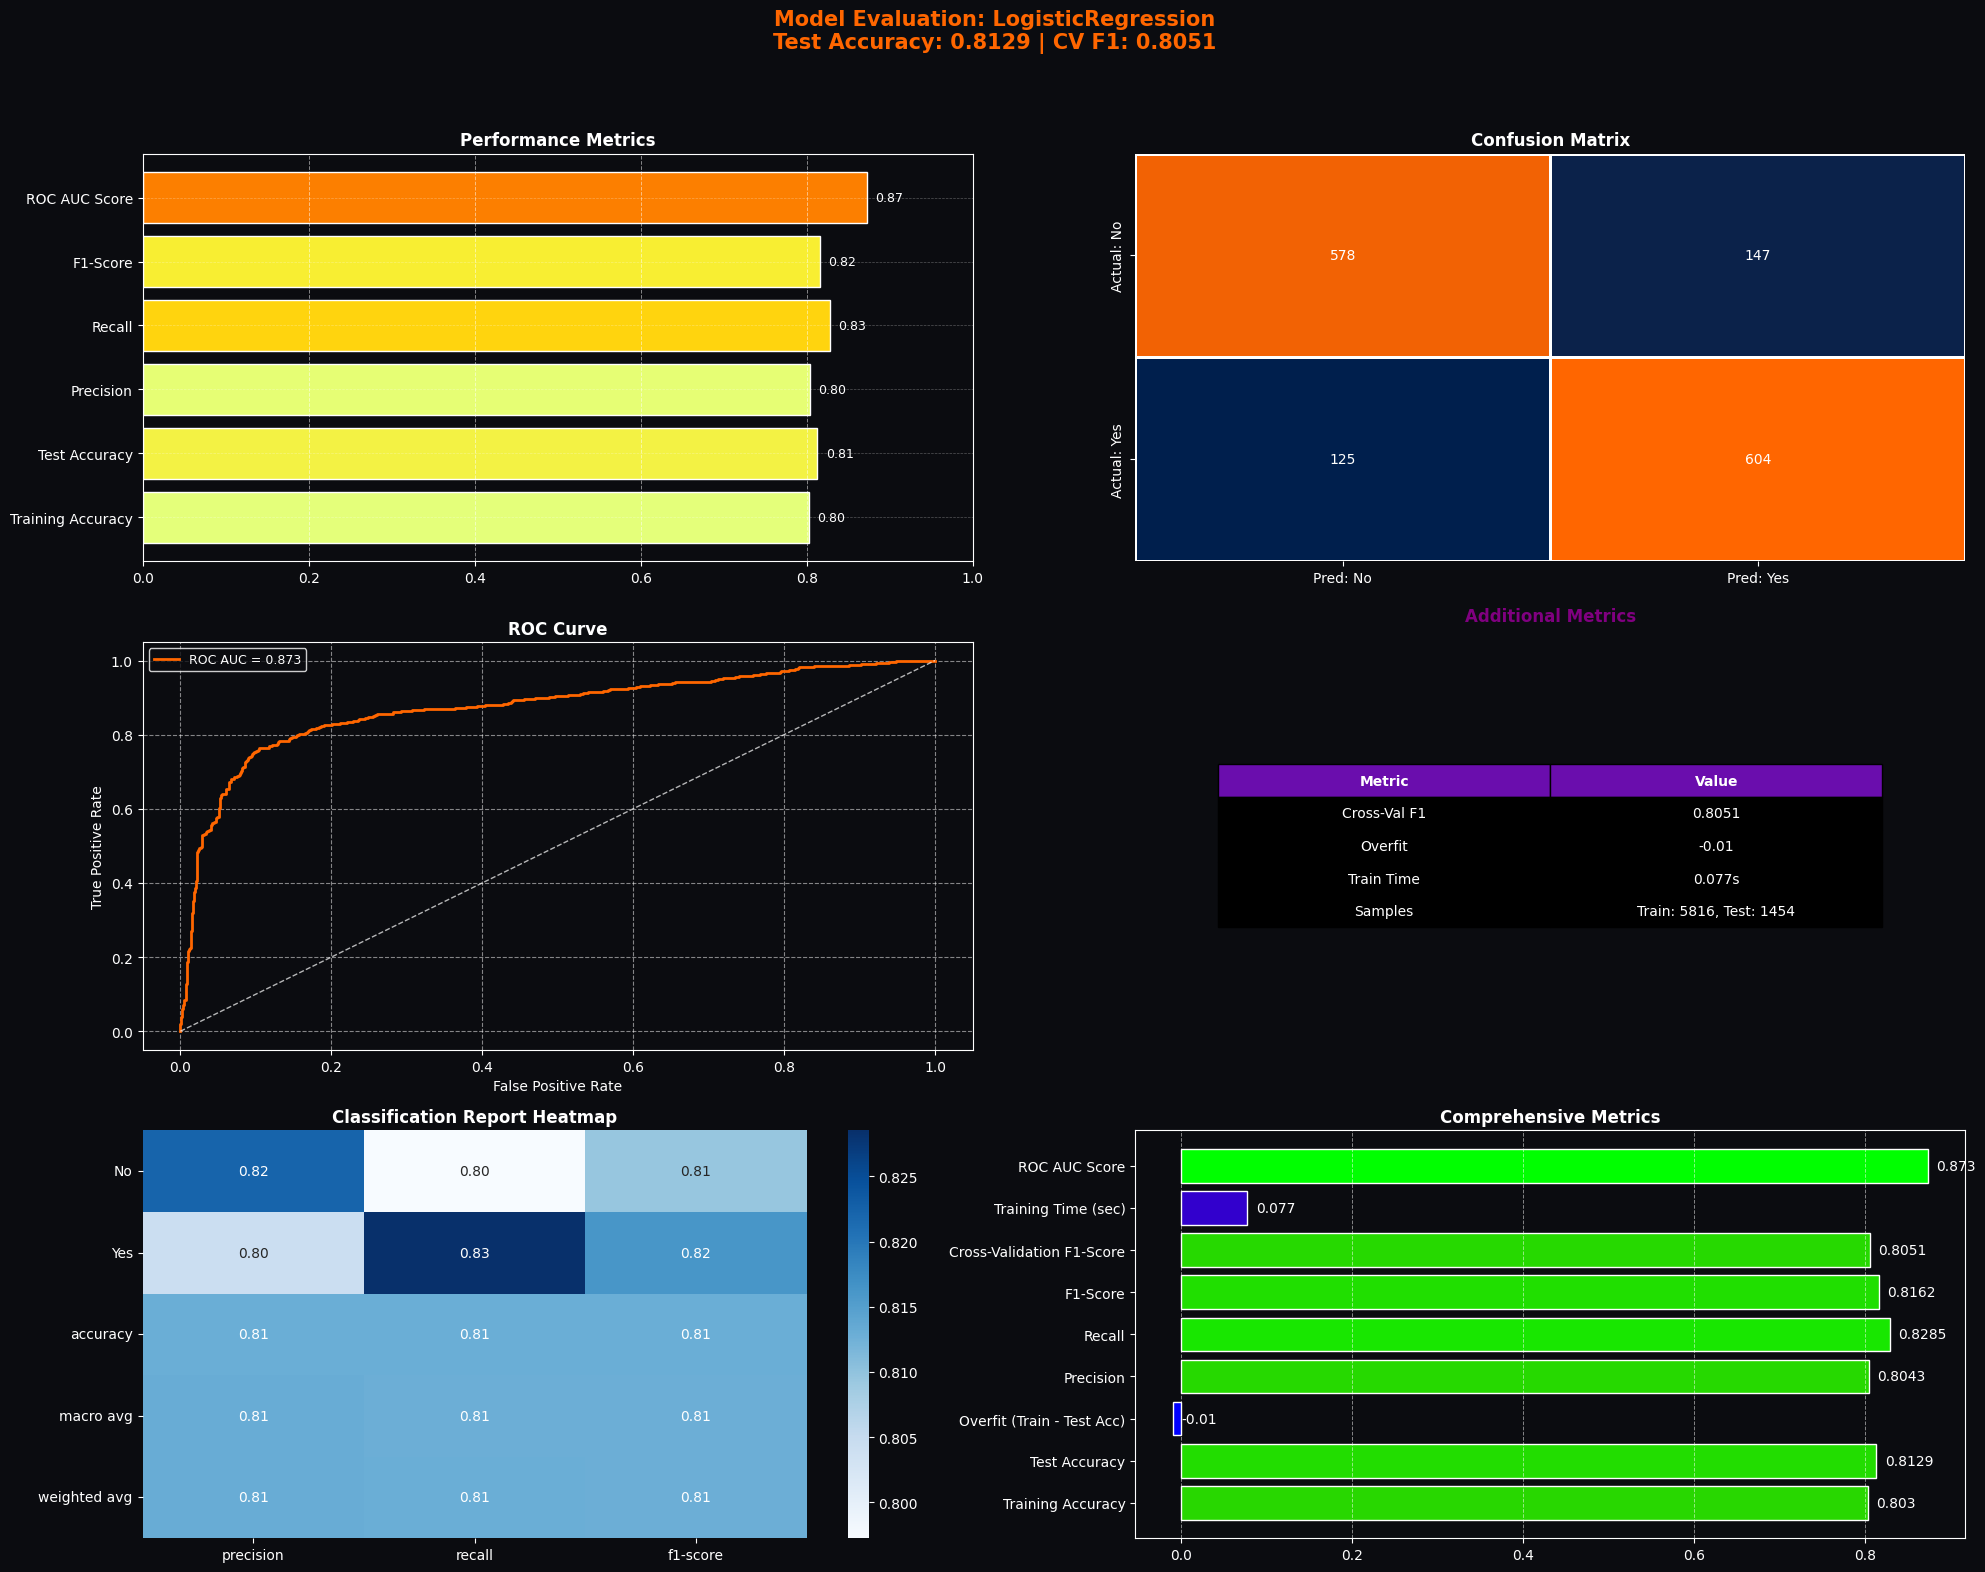 Model Evaluation: LogisticRegression
Test Accuracy: 0.8129 | CV F1: 0.8051
Performance Metrics
ROC AUC Score
0.87
F1-Score
0.82
Recall
0.83
Precision
0.80
Test Accuracy
0.81
Training Accuracy
0.80
0.0 0.2 0.4 0.6 0.8 1.0
Confusion Matrix
Actual: No
578 147
Actual: Yes
125 604
Pred: No Pred: Yes
ROC Curve
ROC AUC = 0.873
True Positive Rate
1.0
0.8
0.6
0.4
0.2
0.0
0.0 0.2 0.4 0.6 0.8 1.0
False Positive Rate
Additional Metrics
Metric Value
Cross-Val F1 0.8051
Overfit -0.01
Train Time 0.077s
Samples Train: 5816, Test: 1454
Classification Report Heatmap
No 0.82 0.80 0.81
Yes 0.80 0.83 0.82
accuracy 0.81 0.81 0.81
macro avg 0.81 0.81 0.81
weighted avg 0.81 0.81 0.81
precision recall f1-score
0.825
0.820
0.815
0.810
0.805
0.800
Comprehensive Metrics
ROC AUC Score 0.873
Training Time (sec) 0.077
Cross-Validation F1-Score 0.8051
F1-Score 0.8162
Recall 0.8285
Precision 0.8043
Overfit (Train - Test Acc) -0.01
Test Accuracy 0.8129
Training Accuracy 0.803
0.0 0.2 0.4 0.6 0.8